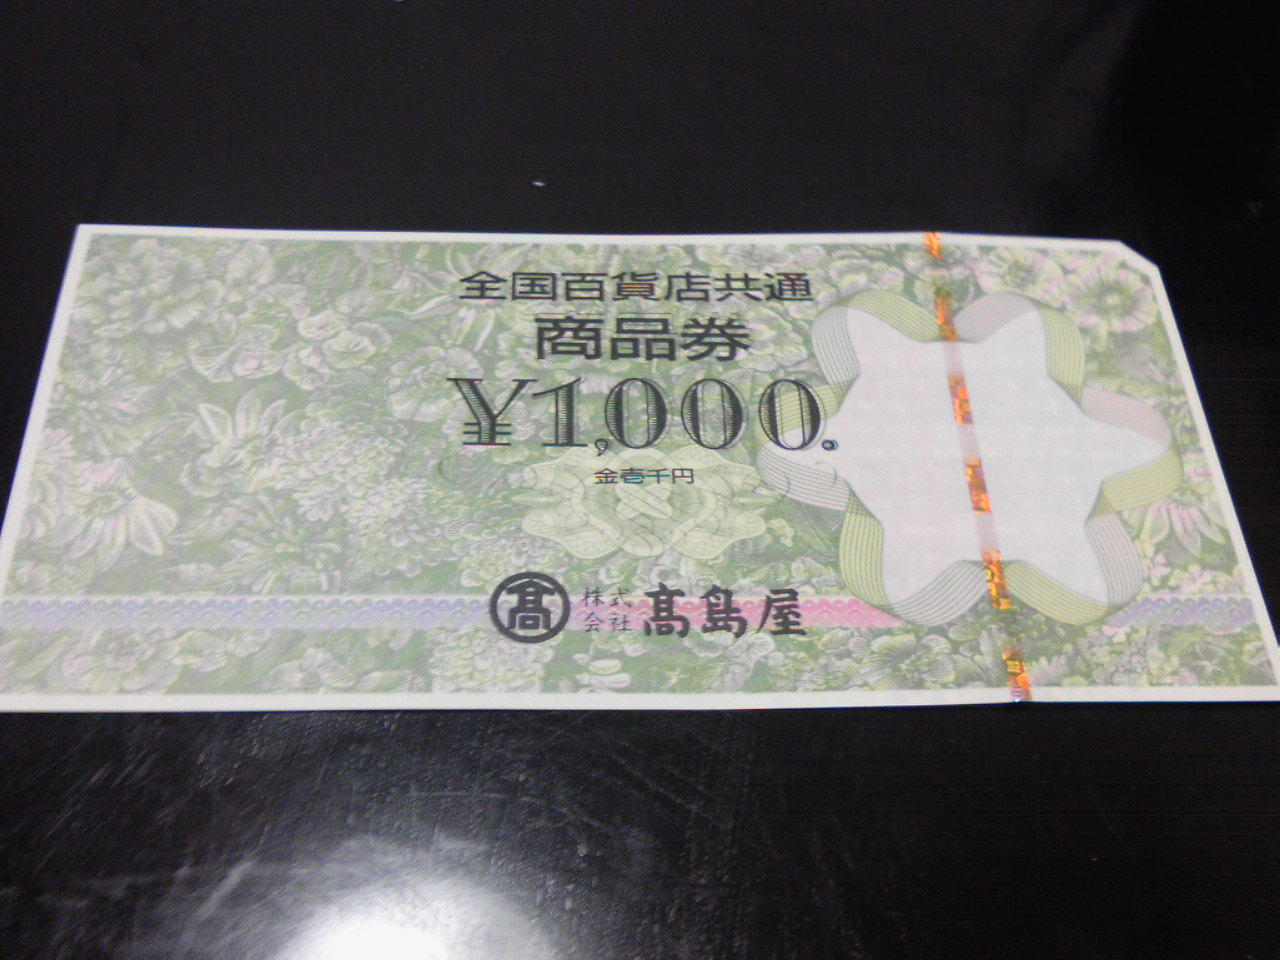 全国百貨店共通
商品券
¥1,000.
金壱千円
髙 株式会社 髙島屋